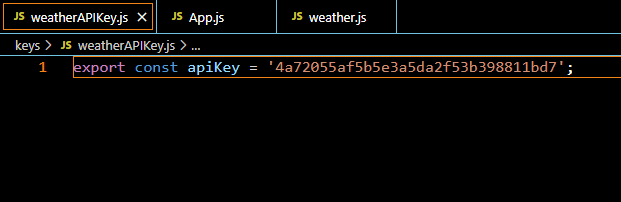 JS weatherAPIKey.js × JS App.js JS weather.js
keys > JS weatherAPIKey.js > ...
1 export const apiKey = '4a72055af5b5e3a5da2f53b398811bd7';